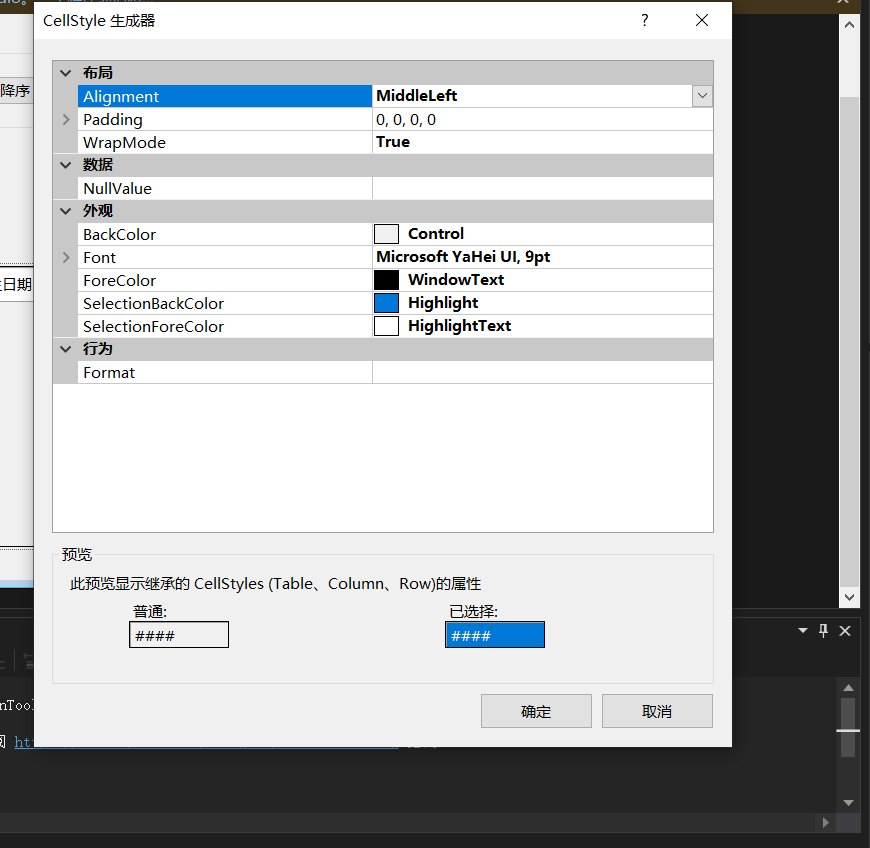 CellStyle 生成器
?
降序
布局
Alignment MiddleLeft
Padding 0, 0, 0, 0
WrapMode True
数据
NullValue
外观
BackColor Control
Font Microsoft YaHei UI, 9pt
ForeColor WindowText
日期
SelectionBackColor Highlight
SelectionForeColor HighlightText
行为
Format
预览
此预览显示继承的 CellStyles (Table、Column、Row)的属性
普通: 已选择:
#### ####
确定 取消
nTool
ht